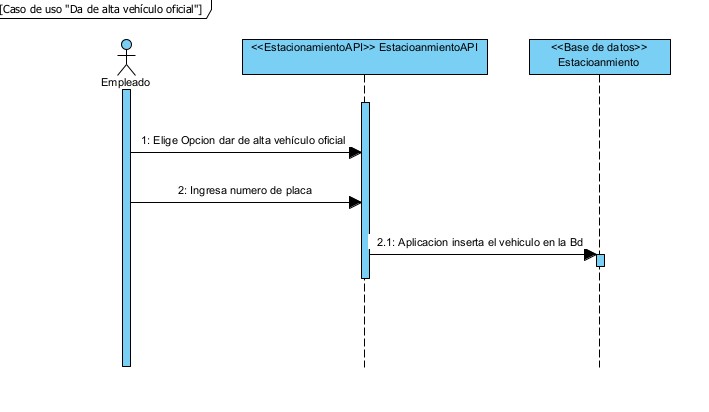 [Caso de uso "Da de alta vehículo oficial"]
<<EstacionamientoAPI>> EstacioanmientoAPI
<<Base de datos>>
Estacioanmiento
Empleado
1: Elige Opcion dar de alta vehículo oficial
2: Ingresa numero de placa
2.1: Aplicacion inserta el vehiculo en la Bd